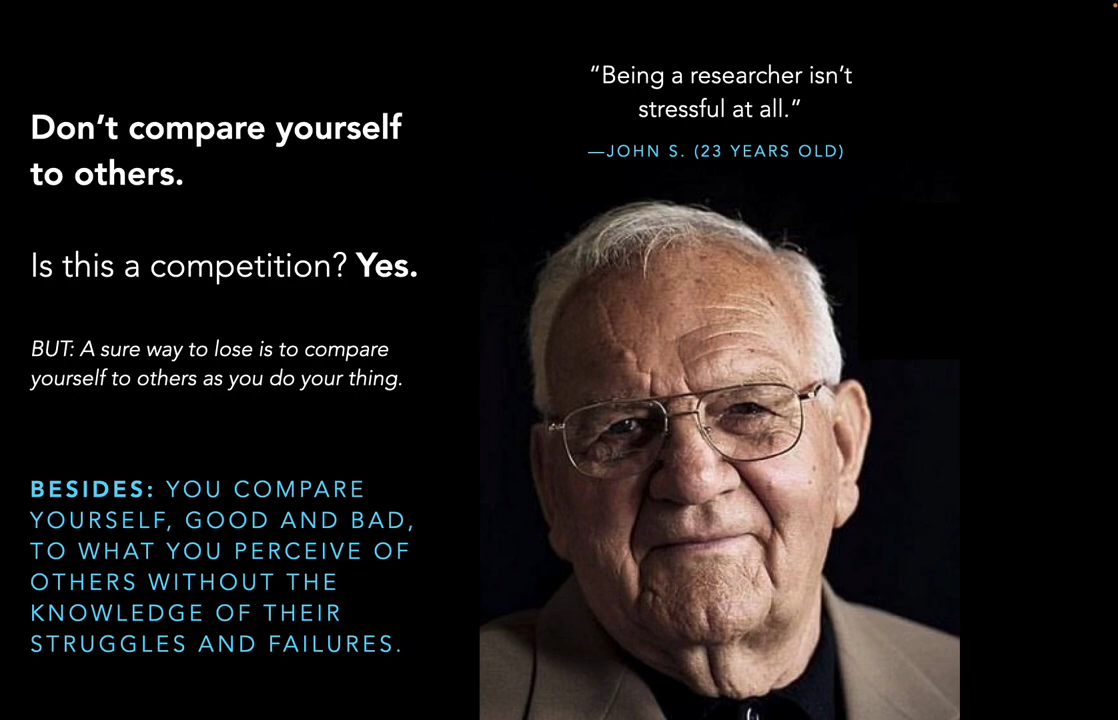 Don’t compare yourself
to others.
Is this a competition? Yes.
BUT: A sure way to lose is to compare
yourself to others as you do your thing.
BESIDES: YOU COMPARE
YOURSELF, GOOD AND BAD,
TO WHAT YOU PERCEIVE OF
OTHERS WITHOUT THE
KNOWLEDGE OF THEIR
STRUGGLES AND FAILURES.
“Being a researcher isn’t
stressful at all.”
—JOHN S. (23 YEARS OLD)